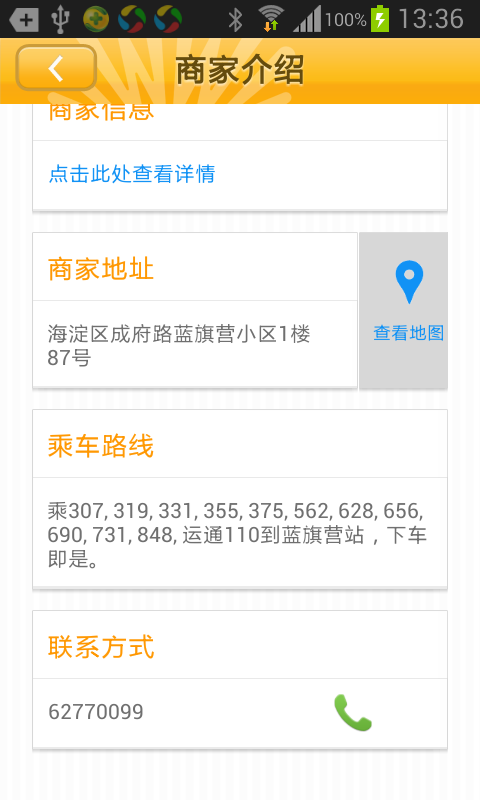 100% 13:36
商家介绍
商家信息
点击此处查看详情
商家地址
海淀区成府路蓝旗营小区1楼
87号
查看地图
乘车路线
乘307, 319, 331, 355, 375, 562, 628, 656,
690, 731, 848, 运通110到蓝旗营站，下车
即是。
联系方式
62770099